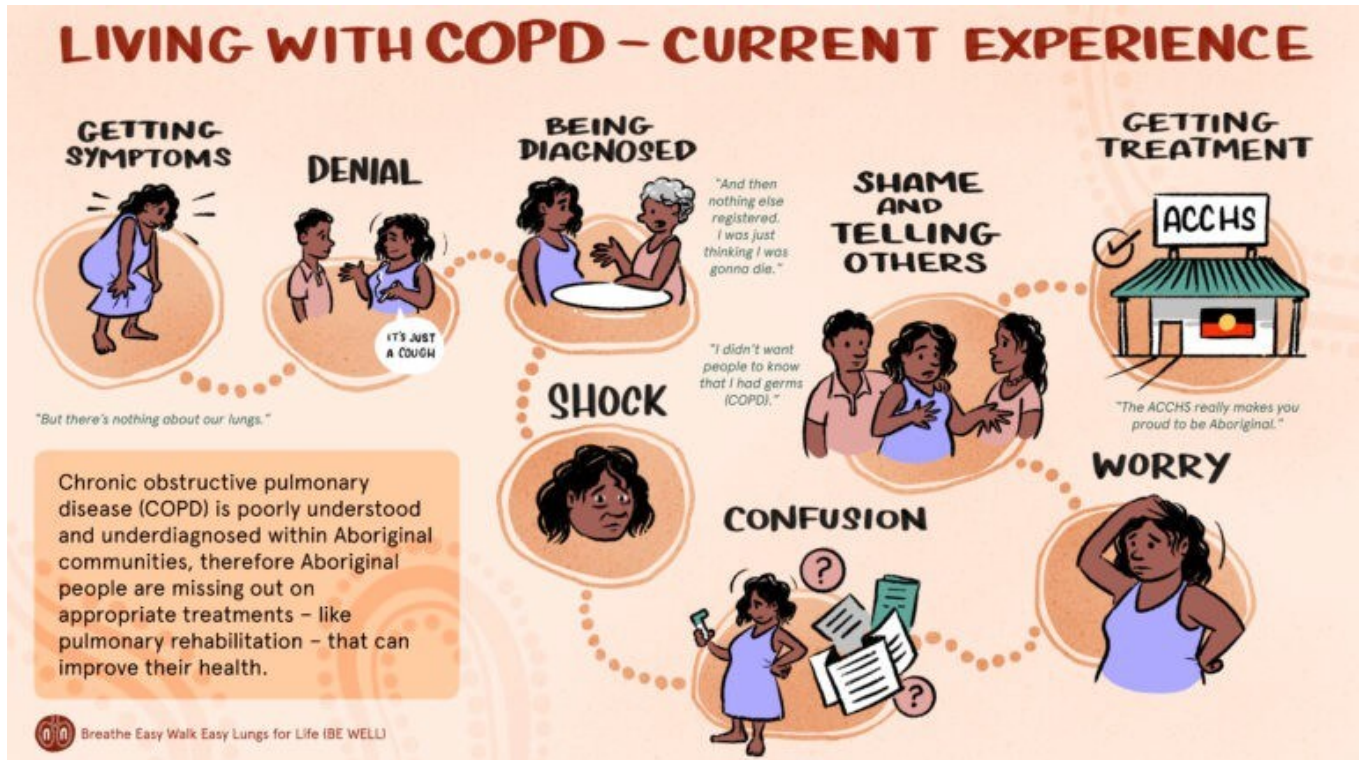 LIVING WITH COPD – CURRENT EXPERIENCE
GETTING
SYMPTOMS
"But there's nothing about our lungs."
DENIAL
IT'S JUST
A COUGH
BEING
DIAGNOSED
"And then
nothing else
registered.
I was just
thinking I was
gonna die."
SHOCK
CONFUSION
?
?
WORRY
SHAME
AND
TELLING
OTHERS
"I didn't want
people to know
that I had germs
(COPD)."
GETTING
TREATMENT
ACCHS
"The ACCHS really makes you
proud to be Aboriginal."
Chronic obstructive pulmonary
disease (COPD) is poorly understood
and underdiagnosed within Aboriginal
communities, therefore Aboriginal
people are missing out on
appropriate treatments – like
pulmonary rehabilitation – that can
improve their health.
Breathe Easy Walk Easy Lungs for Life (BE WELL)